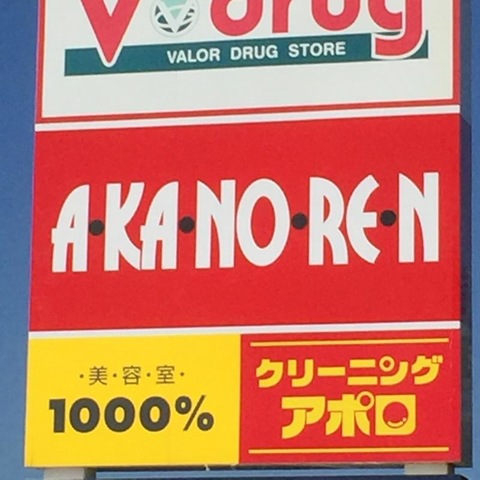 V drug
VALOR DRUG STORE
A・KA・NO・RE・N
・美・容・室・
1000%
クリーニング
アポロ